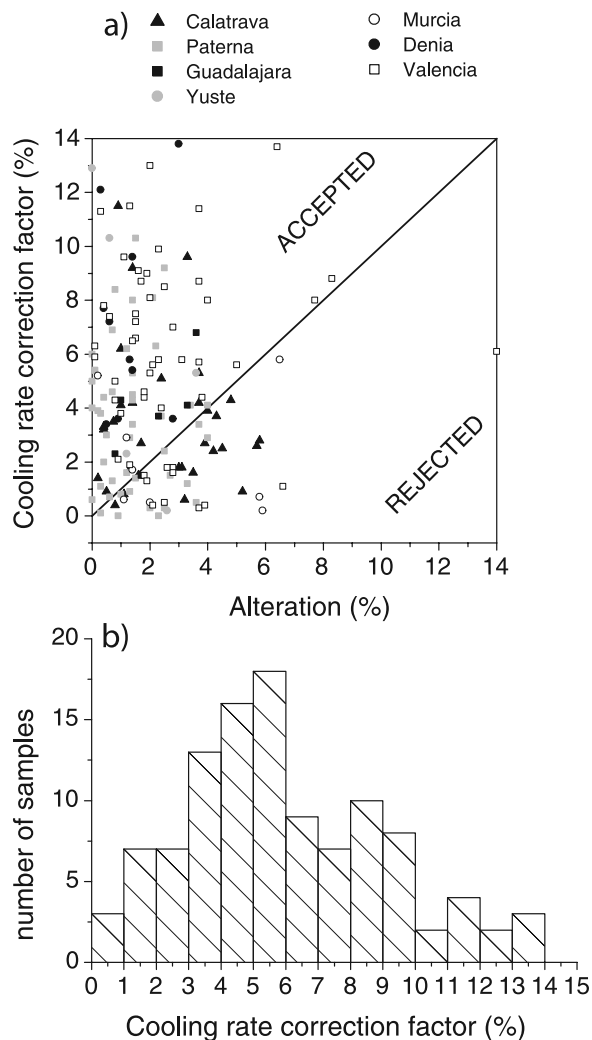 a)
Calatrava
Paterna
Guadalajara
Yuste
Murcia
Denia
Valencia
14
12
10
8
6
4
2
0
Cooling rate correction factor (%)
ACCEPTED
REJECTED
0 2 4 6 8 10 12 14
Alteration (%)
b)
20
15
10
5
0
number of samples
0 1 2 3 4 5 6 7 8 9 10 11 12 13 14 15
Cooling rate correction factor (%)